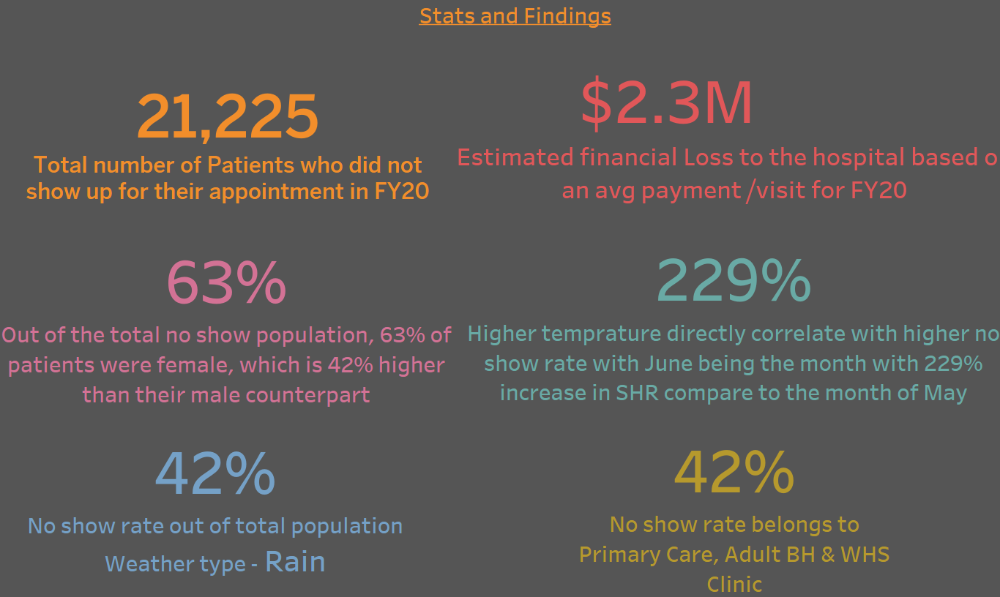 Stats and Findings
21,225
Total number of Patients who did not
show up for their appointment in FY20
$2.3M
Estimated financial Loss to the hospital based o
an avg payment /visit for FY20
63%
Out of the total no show population, 63% of
patients were female, which is 42% higher
than their male counterpart
229%
Higher temprature directly correlate with higher no
show rate with June being the month with 229%
increase in SHR compare to the month of May
42%
No show rate out of total population
Weather type - Rain
42%
No show rate belongs to
Primary Care, Adult BH & WHS
Clinic